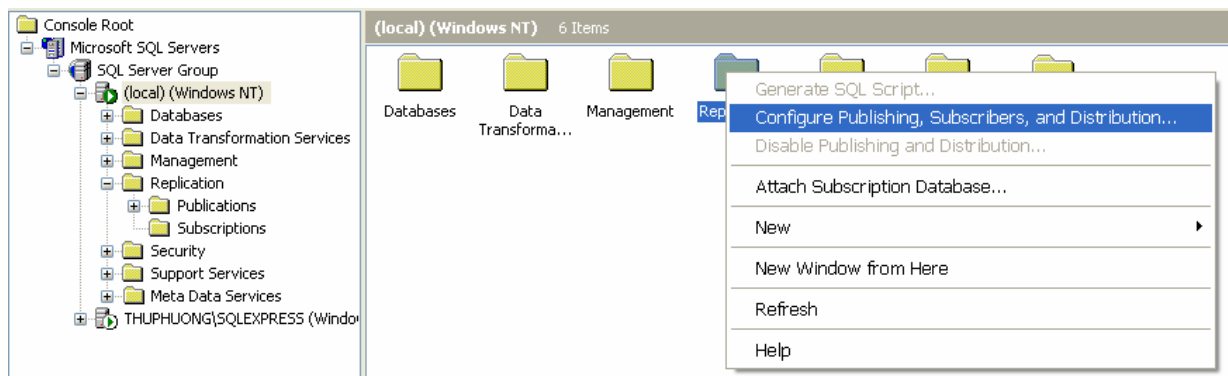 Console Root
Microsoft SQL Servers
SQL Server Group
(local) (Windows NT)
Databases
Data Transformation Services
Management
Replication
Publications
Subscriptions
Security
Support Services
Meta Data Services
THUPHUONG\SQLEXPRESS (Windo
(local) (Windows NT) 6 Items
Databases
Data
Transforma...
Management
Rep
Generate SQL Script...
Configure Publishing, Subscribers, and Distribution...
Disable Publishing and Distribution...
Attach Subscription Database...
New
New Window from Here
Refresh
Help